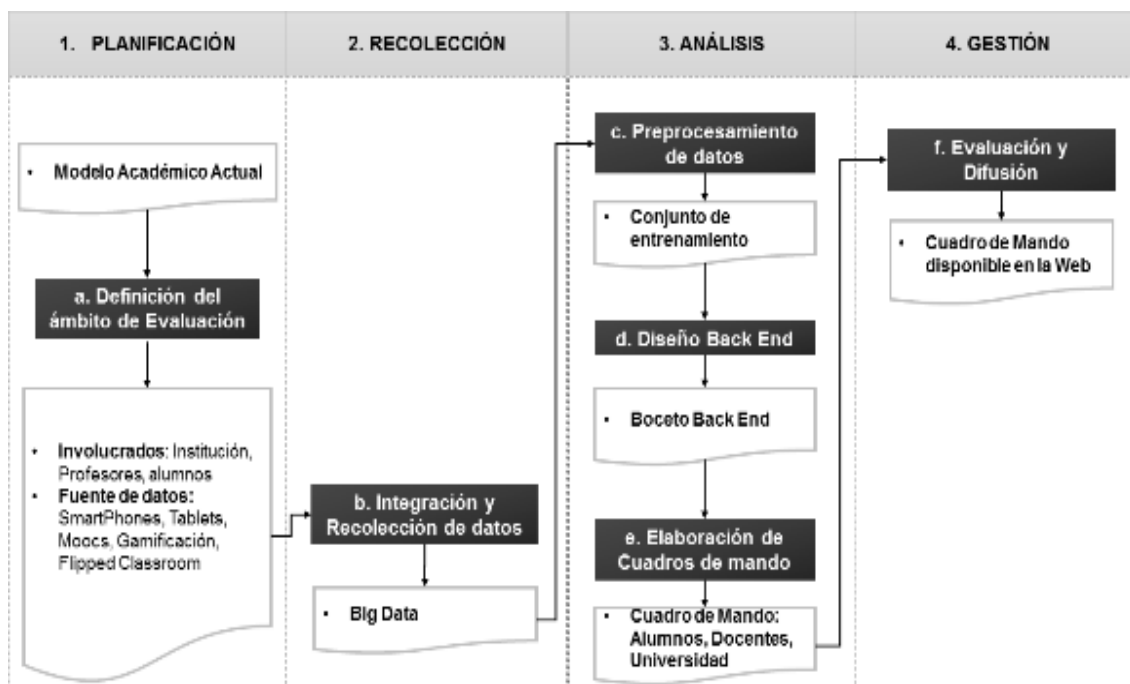 1. PLANIFICACIÓN
2. RECOLECCIÓN
3. ANÁLISIS
4. GESTIÓN
• Modelo Académico Actual
a. Definición del
ámbito de Evaluación
• Involucrados: Institución,
Profesores, alumnos
• Fuente de datos:
SmartPhones, Tablets,
Moocs, Gamificación,
Flipped Classroom
b. Integración y
Recolección de datos
• Big Data
c. Preprocesamiento
de datos
• Conjunto de
entrenamiento
d. Diseño Back End
• Boceto Back End
e. Elaboración de
Cuadros de mando
• Cuadro de Mando:
Alumnos, Docentes,
Universidad
f. Evaluación y
Difusión
• Cuadro de Mando
disponible en la Web